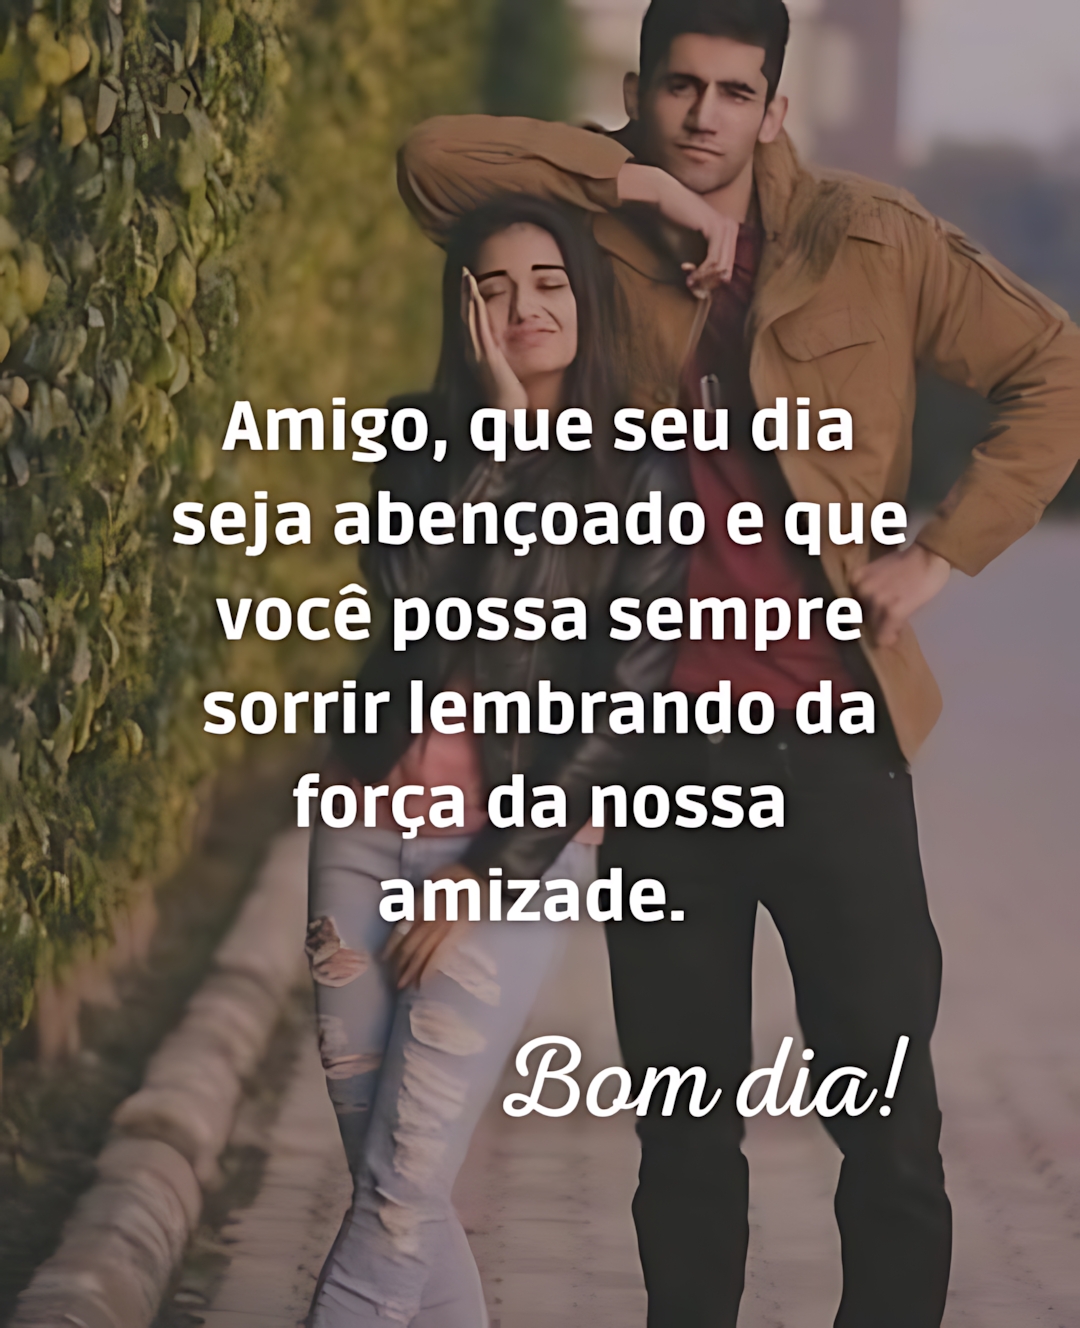 Amigo, que seu dia
seja abençoado e que
você possa sempre
sorrir lembrando da
força da nossa
amizade.
Bom dia!